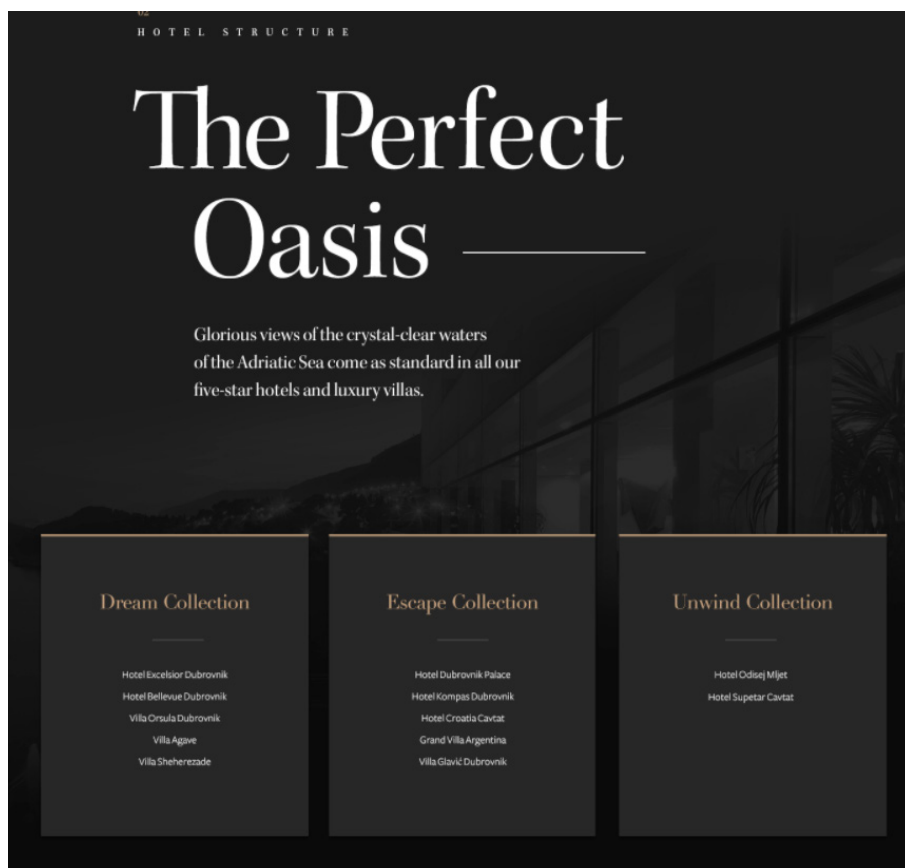 02
HOTEL STRUCTURE
The Perfect
Oasis
Glorious views of the crystal-clear waters
of the Adriatic Sea come as standard in all our
five-star hotels and luxury villas.
Dream Collection
Hotel Excelsior Dubrovnik
Hotel Bellevue Dubrovnik
Villa Orsula Dubrovnik
Villa Agave
Villa Sheherezade
Escape Collection
Hotel Dubrovnik Palace
Hotel Kompas Dubrovnik
Hotel Croatia Cavtat
Grand Villa Argentina
Villa Glavić Dubrovnik
Unwind Collection
Hotel Odisej Mljet
Hotel Supetar Cavtat